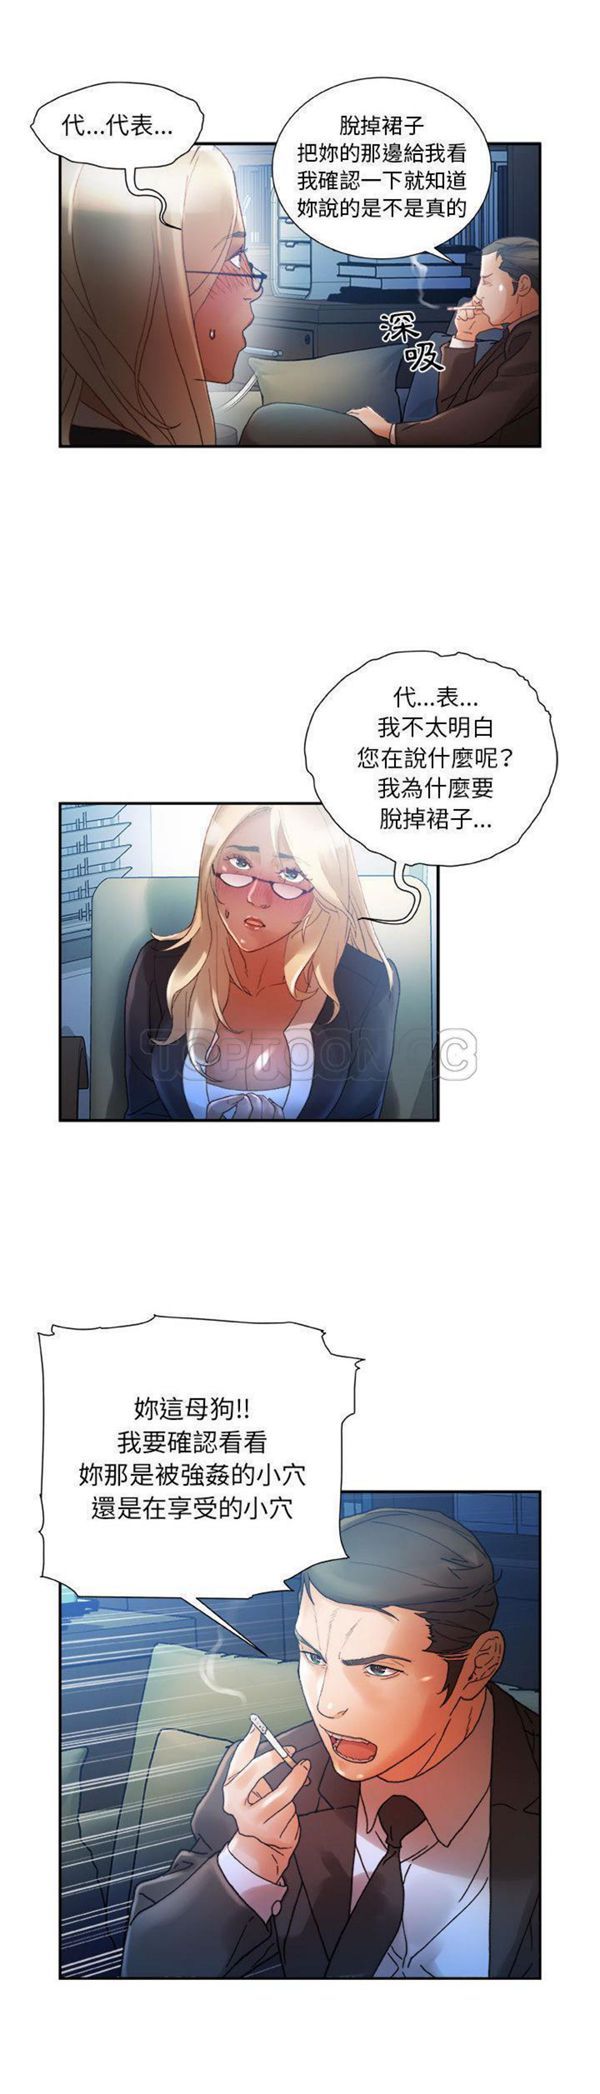 代...代表...
脫掉裙子
把妳的那邊給我看
我確認一下就知道
妳說的是不是真的
深
吸
代...表...
我不太明白
您在說什麼呢?
我為什麼要
脫掉裙子...
TOPTOON.CC
妳這母狗!!
我要確認看看
妳那是被強姦的小穴
還是在享受的小穴